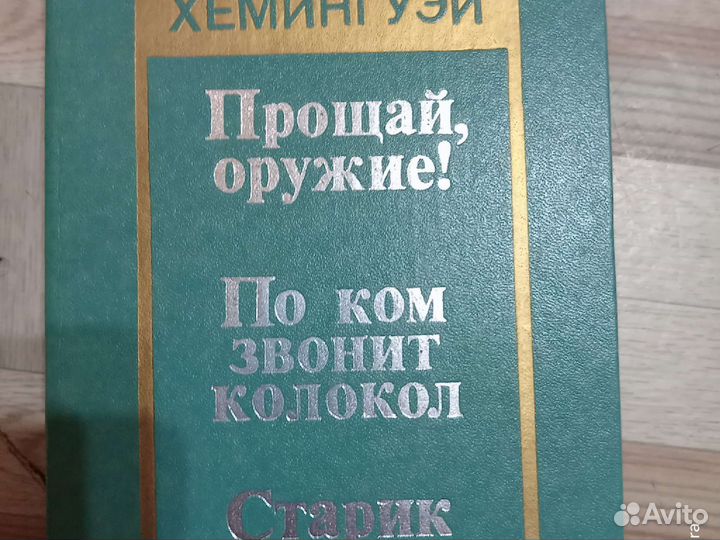 ХЕМИНГУЭЙ
Прощай,
оружие!
По ком
звонит
колокол
Старик
Avito